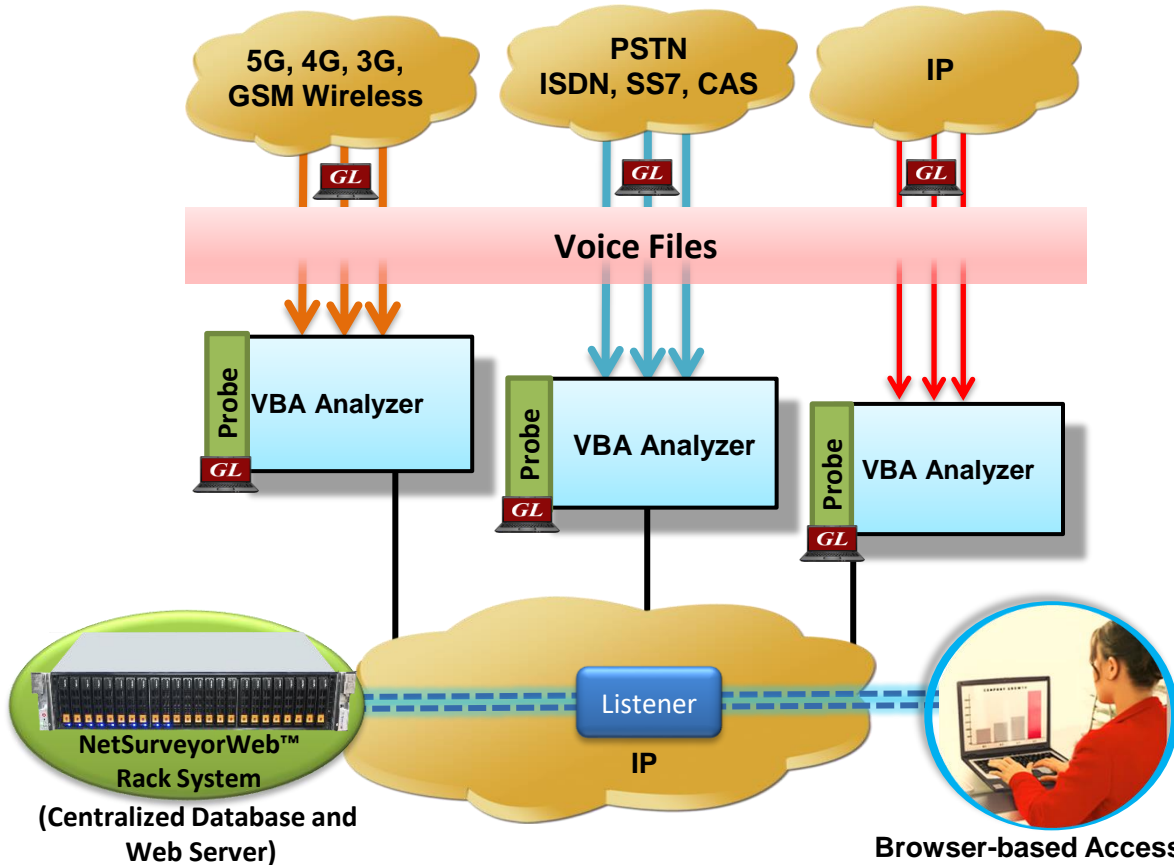 5G, 4G, 3G,
GSM Wireless
PSTN
ISDN, SS7, CAS
IP
GL
GL
GL
Voice Files
Probe
VBA Analyzer
GL
Probe
VBA Analyzer
GL
Probe
VBA Analyzer
GL
Listener
IP
NetSurveyorWeb™
Rack System
(Centralized Database and
Web Server)
COMPANY GROWTH
Browser-based Access